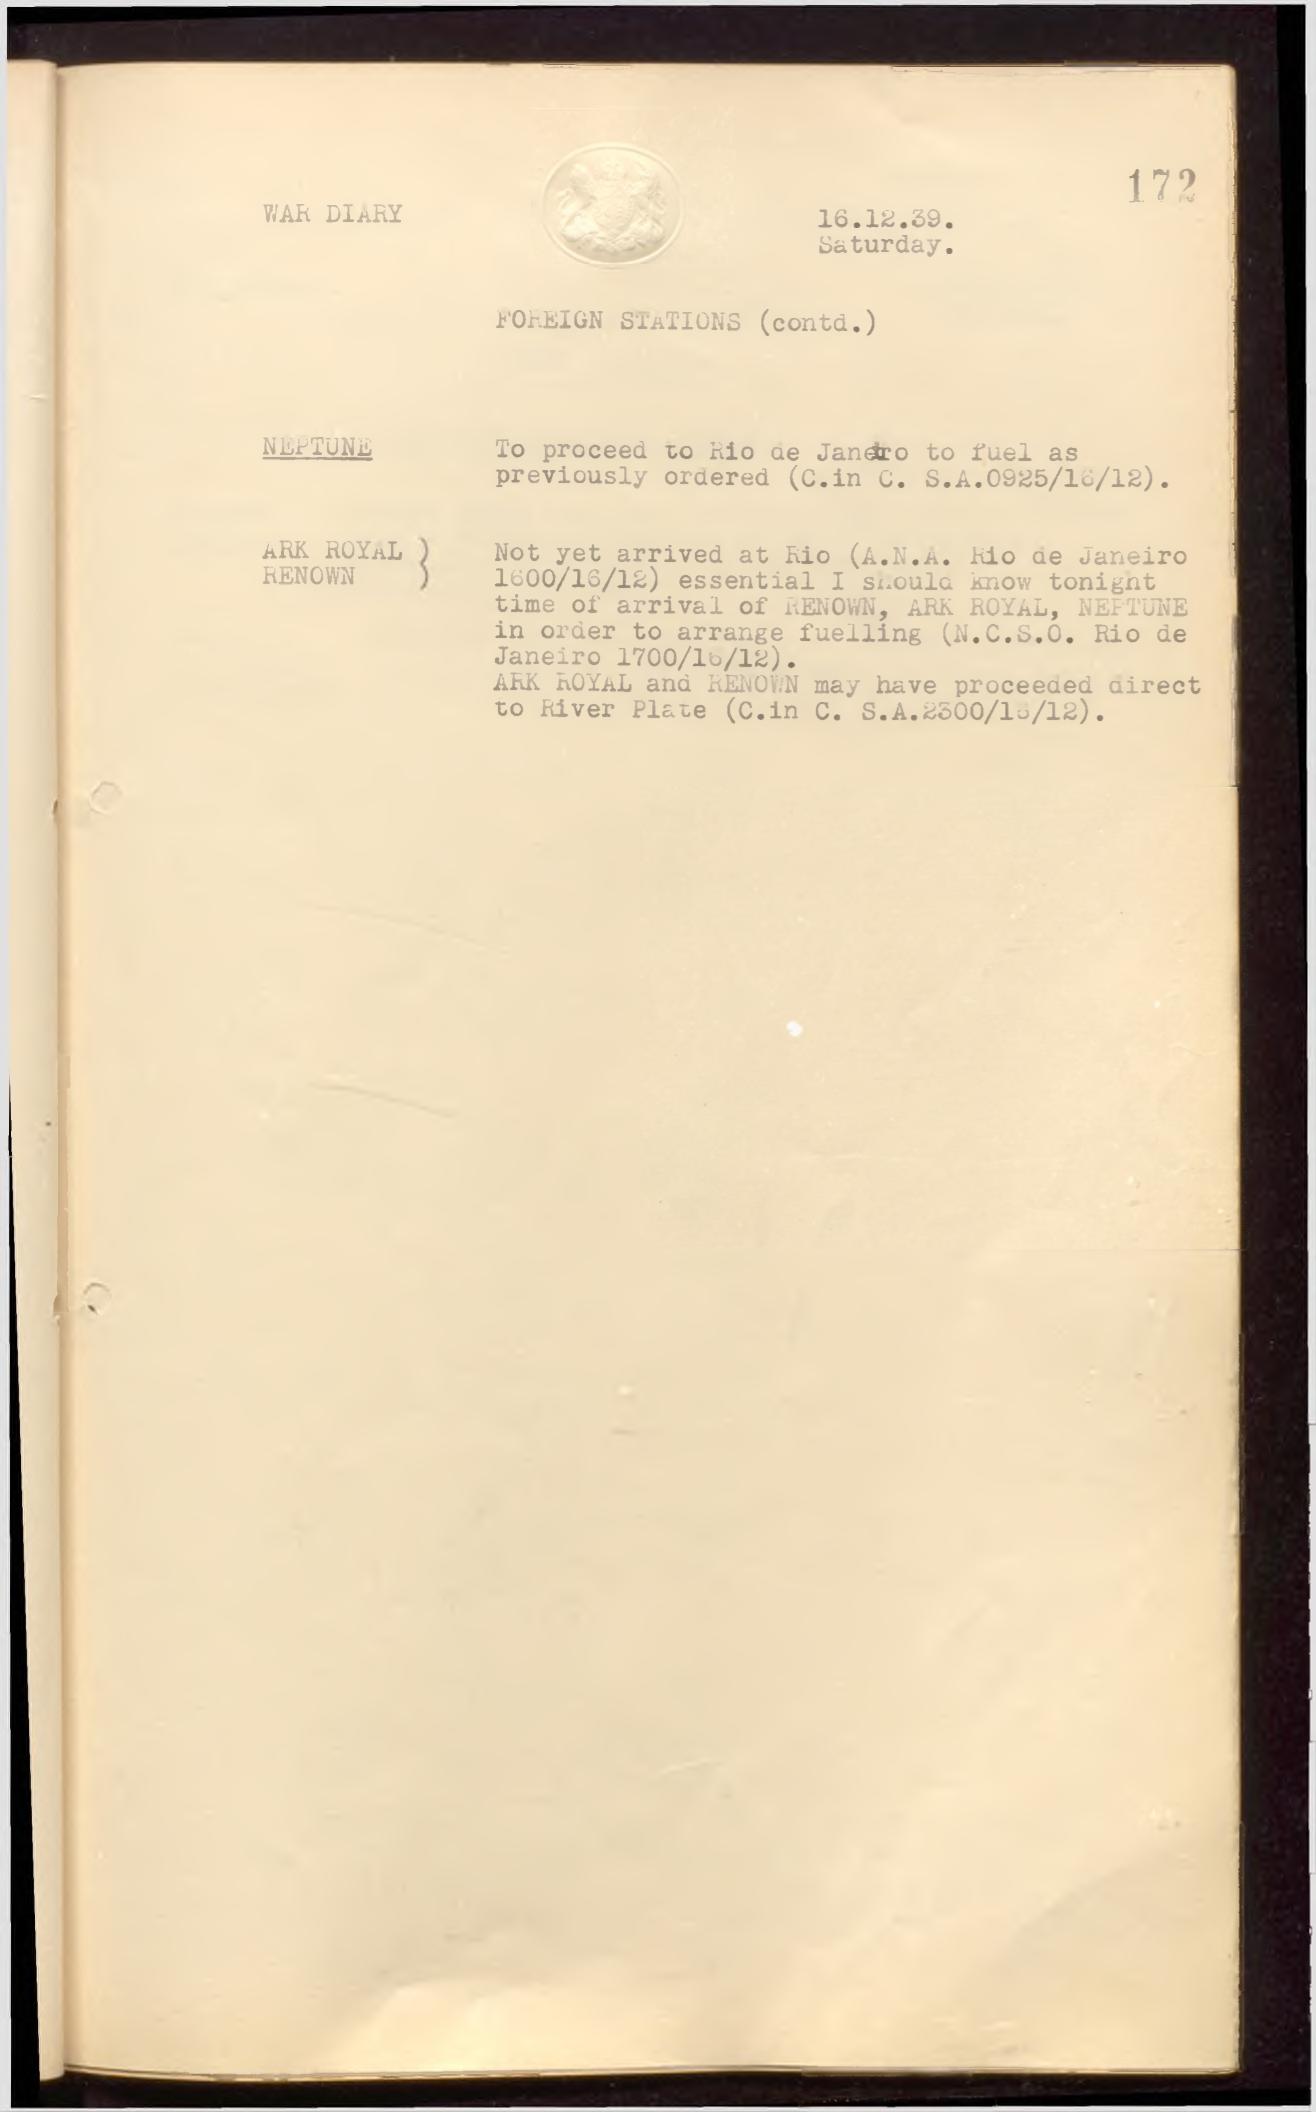 172
WAR DIARY
16.12.39.
Saturday.
FOREIGN STATIONS (contd.)
NEPTUNE
To proceed to Rio de Janero to fuel as
previously ordered (C.in C. S.A.0925/16/12).
ARK ROYAL )
RENOWN )
Not yet arrived at Rio (A.N.A. Rio de Janeiro
1600/16/12) essential I should know tonight
time of arrival of RENOWN, ARK ROYAL, NEPTUNE
in order to arrange fuelling (N.C.S.O. Rio de
Janeiro 1700/16/12).
ARK ROYAL and RENOWN may have proceeded direct
to River Plate (C.in C. S.A.2300/16/12).